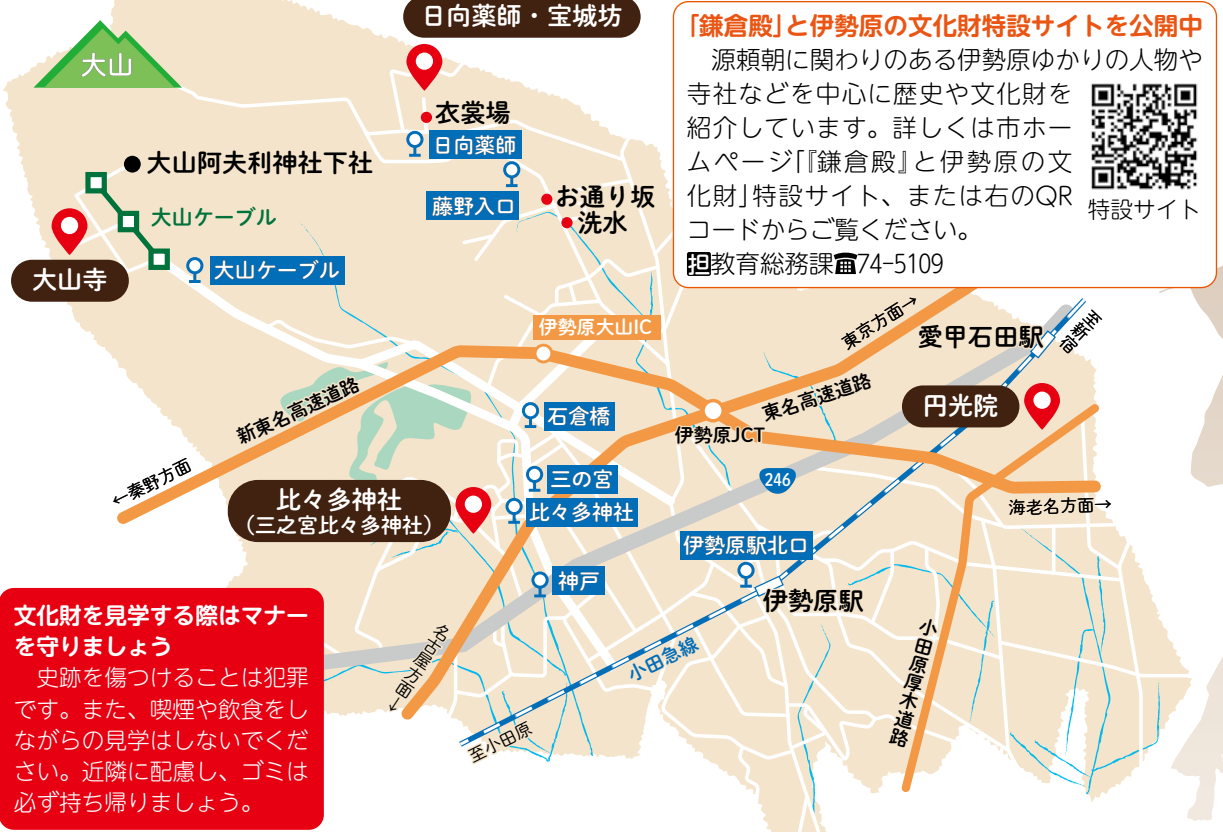 日向薬師・宝城坊
「鎌倉殿」と伊勢原の文化財特設サイトを公開中
源頼朝に関わりのある伊勢原ゆかりの人物や
寺社などを中心に歴史や文化財を
紹介しています。詳しくは市ホー
ムページ「『鎌倉殿』と伊勢原の文
化財」特設サイト、または右のQR
コードからご覧ください。
担教育総務課☎74-5109
特設サイト
大山
衣裳場
日向薬師
大山阿夫利神社下社
藤野入口
お通り坂
洗水
大山ケーブル
大山寺
大山ケーブル
伊勢原大山IC
東京方面→
愛甲石田駅
至新宿
新東名高速道路
石倉橋
東名高速道路
円光院
伊勢原JCT
←秦野方面
三の宮
246
比々多神社
(三之宮比々多神社)
比々多神社
海老名方面→
伊勢原駅北口
神戸
伊勢原駅
文化財を見学する際はマナー
を守りましょう
史跡を傷つけることは犯罪
です。また、喫煙や飲食をし
ながらの見学はしないでくだ
さい。近隣に配慮し、ゴミは
必ず持ち帰りましょう。
名古屋方面→
小田急線
小田原厚木道路
至小田原